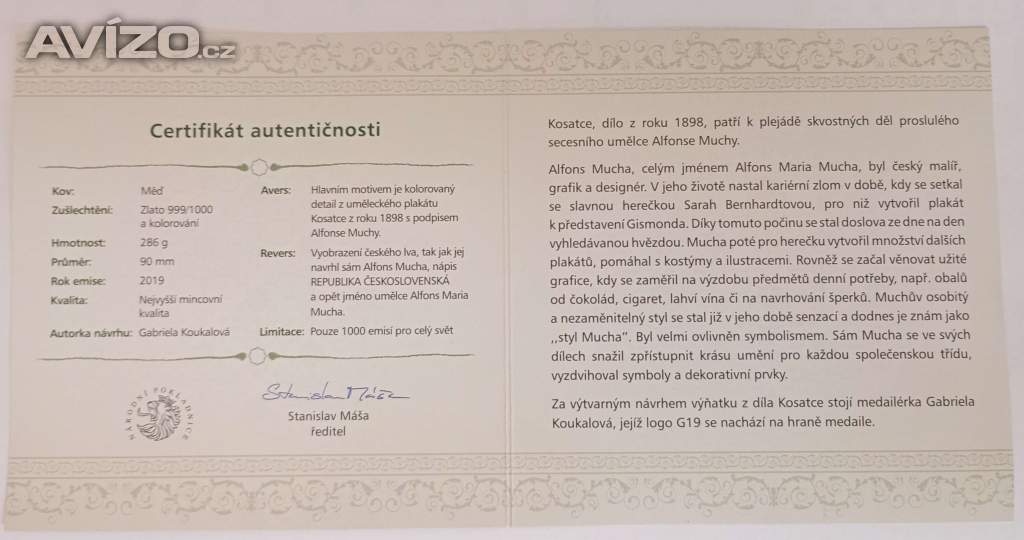 AVÍZO.cz
Certifikát autentičnosti
Kov: Měď
Zušlechtění: Zlato 999/1000
a kolorování
Hmotnost: 286 g
Průměr: 90 mm
Rok emise: 2019
Kvalita: Nejvyšší mincovní
kvalita
Autorka návrhu: Gabriela Koukalová
Avers: Hlavním motivem je kolorovaný
detail z uměleckého plakátu
Kosatce z roku 1898 s podpisem
Alfonse Muchy.
Revers: Vyobrazení českého lva, tak jak jej
navrhl sám Alfons Mucha, nápis
REPUBLIKA ČESKOSLOVENSKÁ
a opět jméno umělce Alfons Maria
Mucha.
Limitace: Pouze 1000 emisí pro celý svět
NÁRODNÍ POKLADNICE
Stanislav Máša
Stanislav Máša
ředitel
Kosatce, dílo z roku 1898, patří k plejádě skvostných děl proslulého
secesního umělce Alfonse Muchy.
Alfons Mucha, celým jménem Alfons Maria Mucha, byl český malíř,
grafik a designér. V jeho životě nastal kariérní zlom v době, kdy se setkal
se slavnou herečkou Sarah Bernhardtovou, pro niž vytvořil plakát
k představení Gismonda. Díky tomuto počinu se stal doslova ze dne na den
vyhledávanou hvězdou. Mucha poté pro herečku vytvořil množství dalších
plakátů, pomáhal s kostýmy a ilustracemi. Rovněž se začal věnovat užité
grafice, kdy se zaměřil na výzdobu předmětů denní potřeby, např. obalů
od čokolád, cigaret, lahví vína či na navrhování šperků. Muchův osobitý
a nezaměnitelný styl se stal již v jeho době senzací a dodnes je znám jako
,,styl Mucha“. Byl velmi ovlivněn symbolismem. Sám Mucha se ve svých
dílech snažil zpřístupnit krásu umění pro každou společenskou třídu,
vyzdvihoval symboly a dekorativní prvky.
Za výtvarným návrhem výňatku z díla Kosatce stojí medailérka Gabriela
Koukalová, jejíž logo G19 se nachází na hraně medaile.